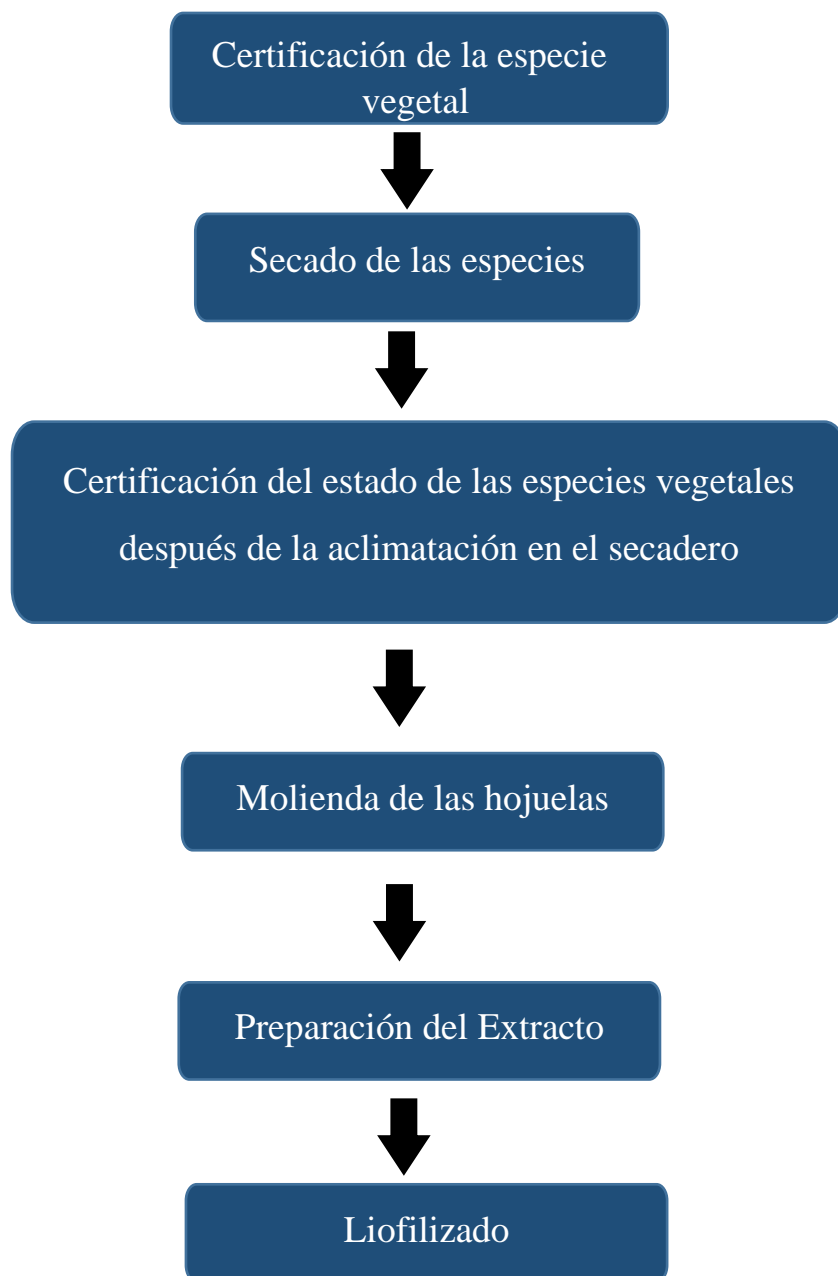 Certificación de la especie
vegetal
Secado de las especies
Certificación del estado de las especies vegetales
después de la aclimatación en el secadero
Molienda de las hojuelas
Preparación del Extracto
Liofilizado